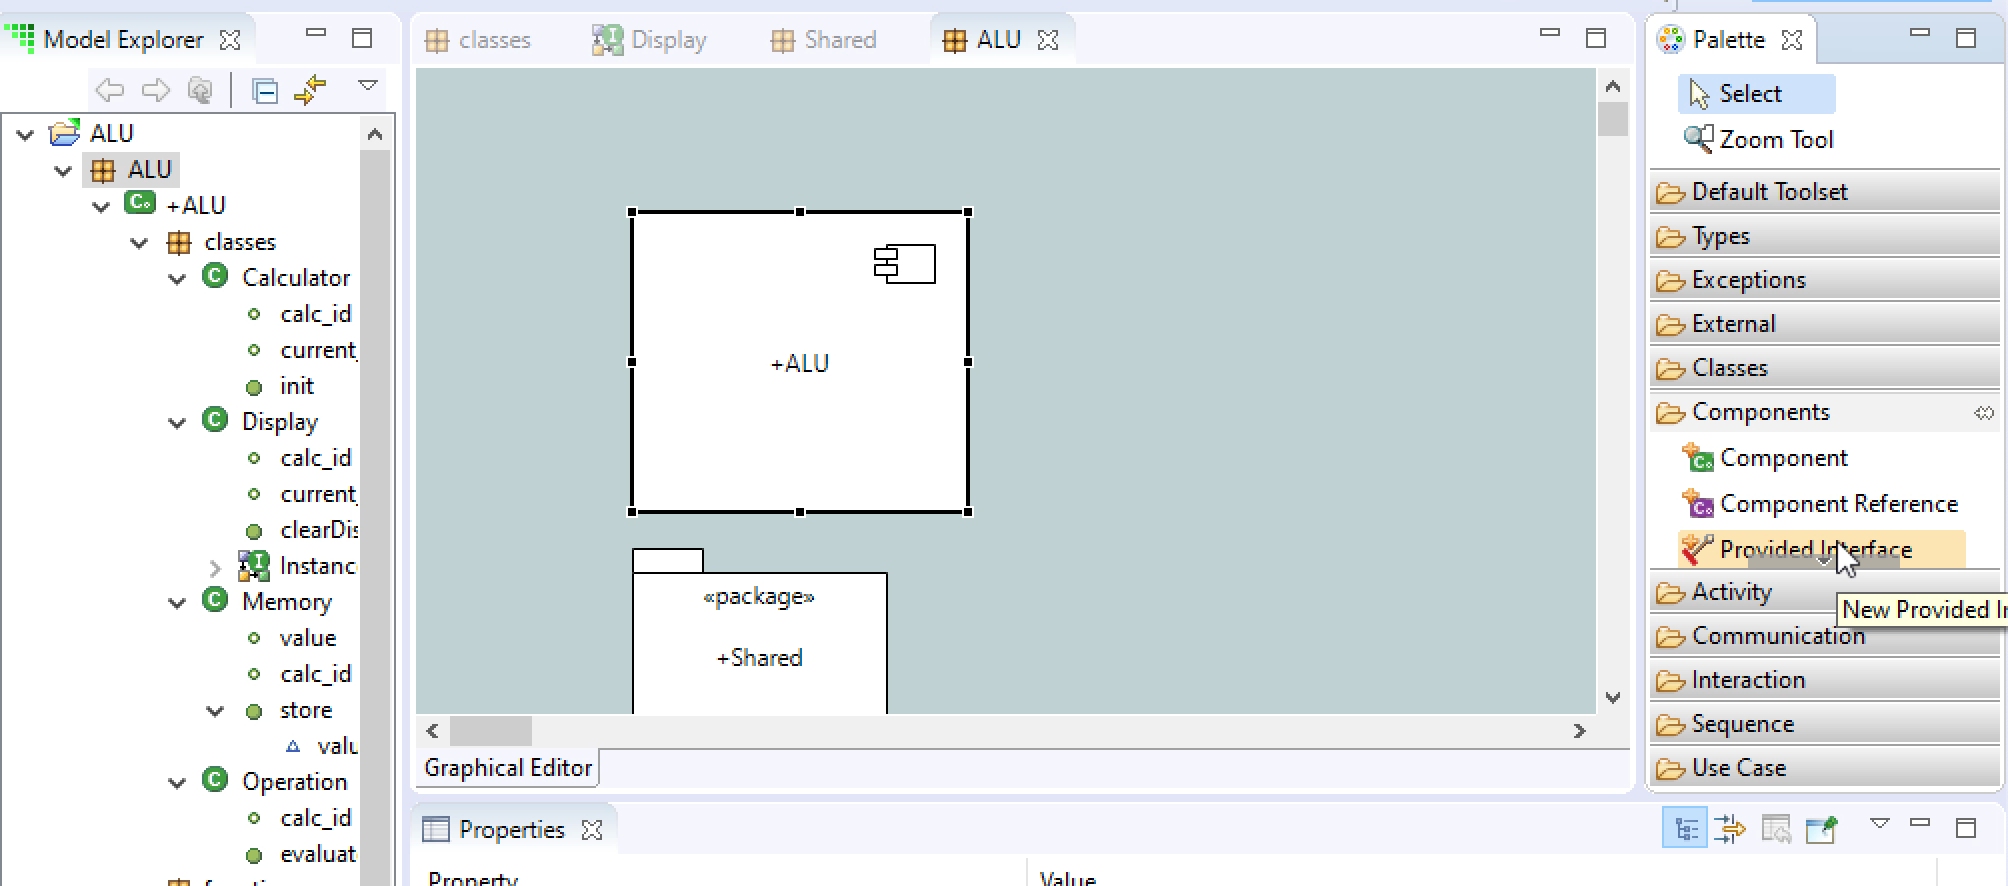 Model Explorer
classes
Display
Shared
ALU
Palette
Select
Zoom Tool
ALU
ALU
+ALU
classes
Calculator
calc_id
current_
init
Display
calc_id
current_
clearDis
Instanc
Memory
value
calc_id
store
valu
Operation
calc_id
evaluat
+ALU
«package»
+Shared
Graphical Editor
Default Toolset
Types
Exceptions
External
Classes
Components
Component
Component Reference
Provided Interface
Activity
New Provided I
Communication
Interaction
Sequence
Use Case
Properties
Property
Value